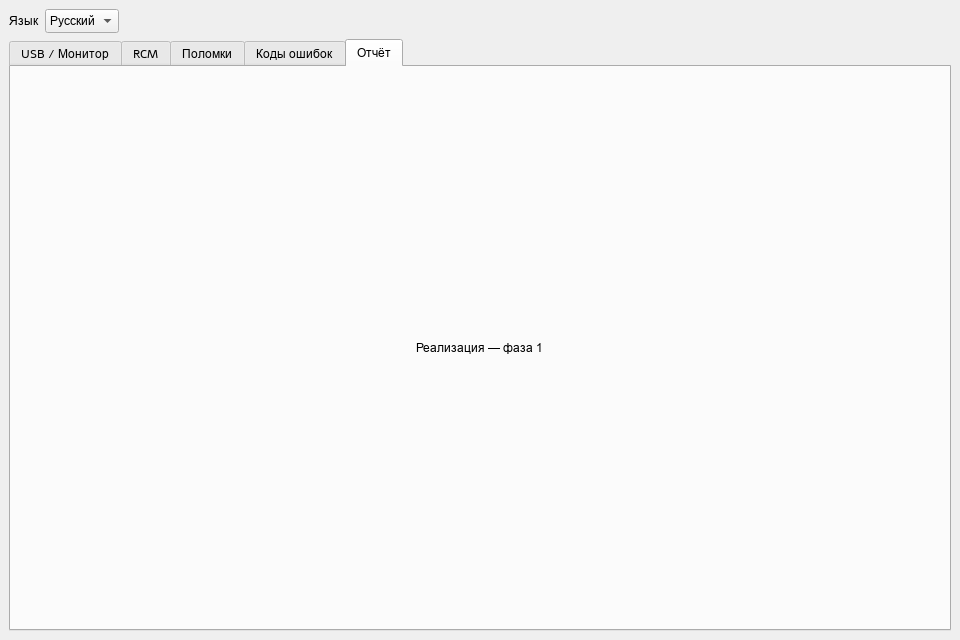 Язык Русский
USB / Монитор RCM Поломки Коды ошибок Отчёт
Реализация — фаза 1